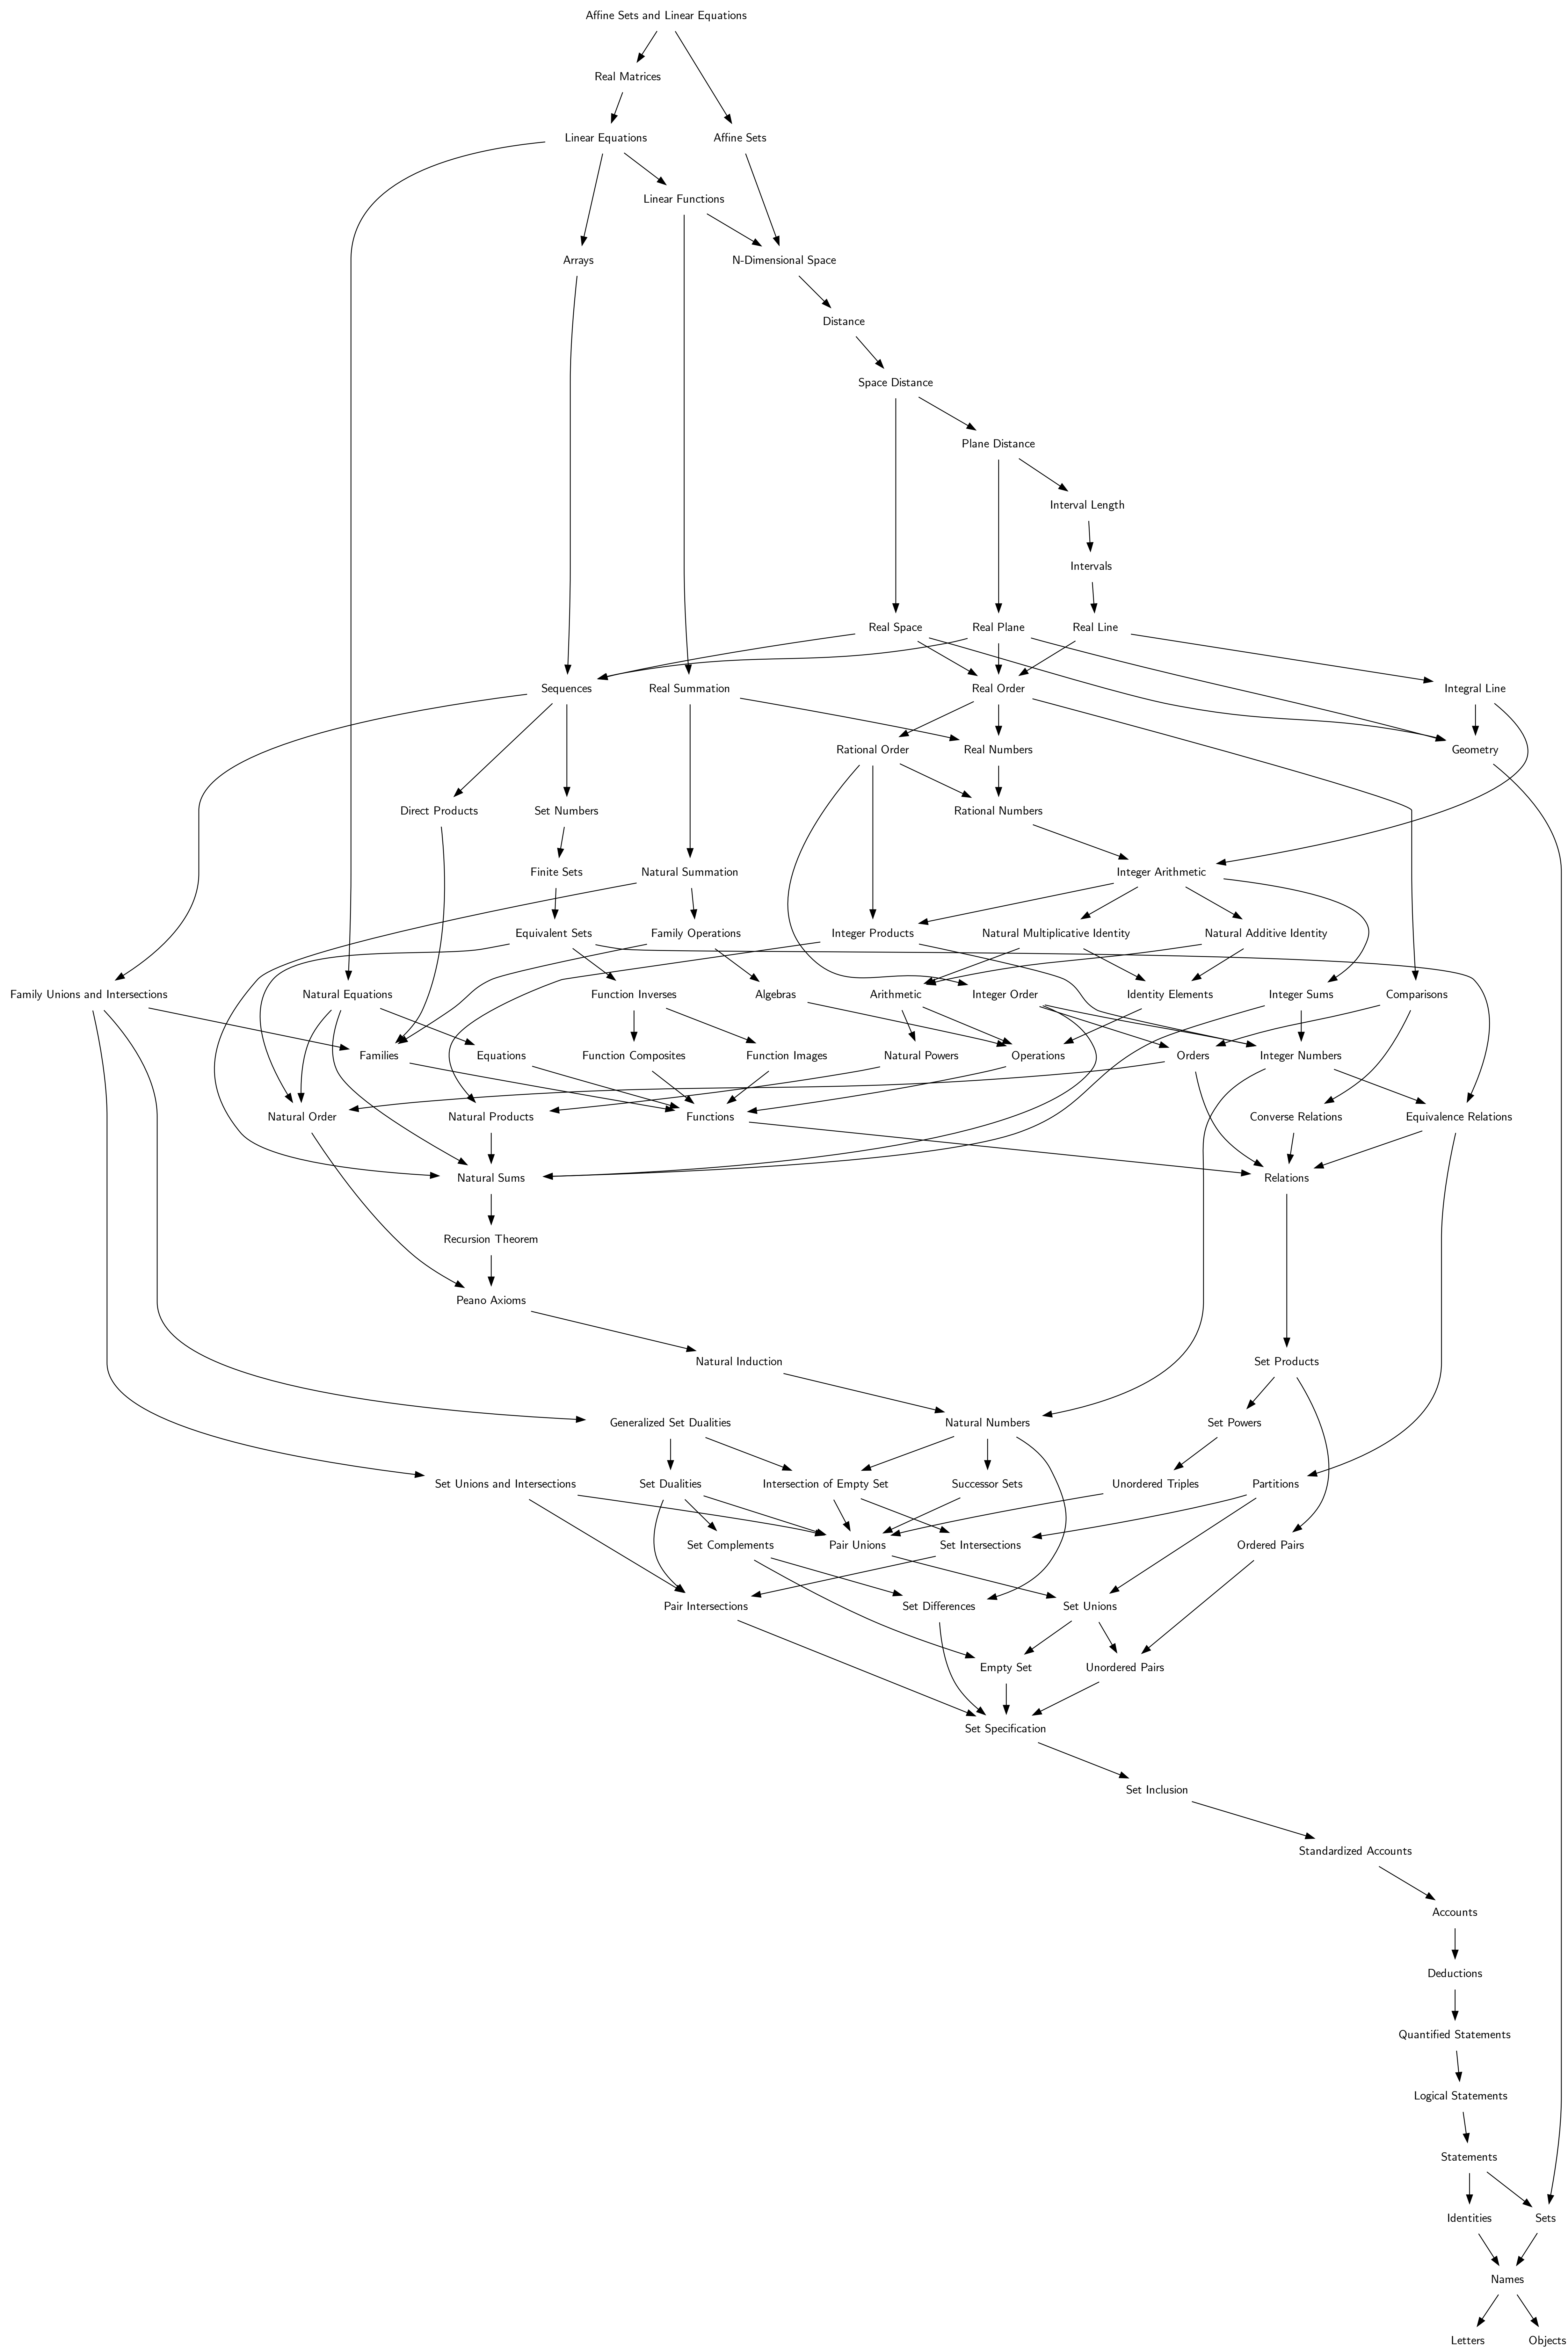 Affine Sets and Linear Equations
Real Matrices
Linear Equations
Affine Sets
Linear Functions
Arrays
N-Dimensional Space
Distance
Space Distance
Plane Distance
Interval Length
Intervals
Real Space
Real Plane
Real Line
Sequences
Real Summation
Real Order
Integral Line
Rational Order
Real Numbers
Geometry
Direct Products
Set Numbers
Rational Numbers
Finite Sets
Natural Summation
Integer Arithmetic
Equivalent Sets
Family Operations
Integer Products
Natural Multiplicative Identity
Natural Additive Identity
Family Unions and Intersections
Natural Equations
Function Inverses
Algebras
Arithmetic
Integer Order
Identity Elements
Integer Sums
Comparisons
Families
Equations
Function Composites
Function Images
Natural Powers
Operations
Orders
Integer Numbers
Natural Order
Natural Products
Functions
Converse Relations
Equivalence Relations
Natural Sums
Relations
Recursion Theorem
Peano Axioms
Natural Induction
Set Products
Generalized Set Dualities
Natural Numbers
Set Powers
Set Unions and Intersections
Set Dualities
Intersection of Empty Set
Successor Sets
Unordered Triples
Partitions
Set Complements
Pair Unions
Set Intersections
Ordered Pairs
Pair Intersections
Set Differences
Set Unions
Empty Set
Unordered Pairs
Set Specification
Set Inclusion
Standardized Accounts
Accounts
Deductions
Quantified Statements
Logical Statements
Statements
Identities
Sets
Names
Letters
Objects